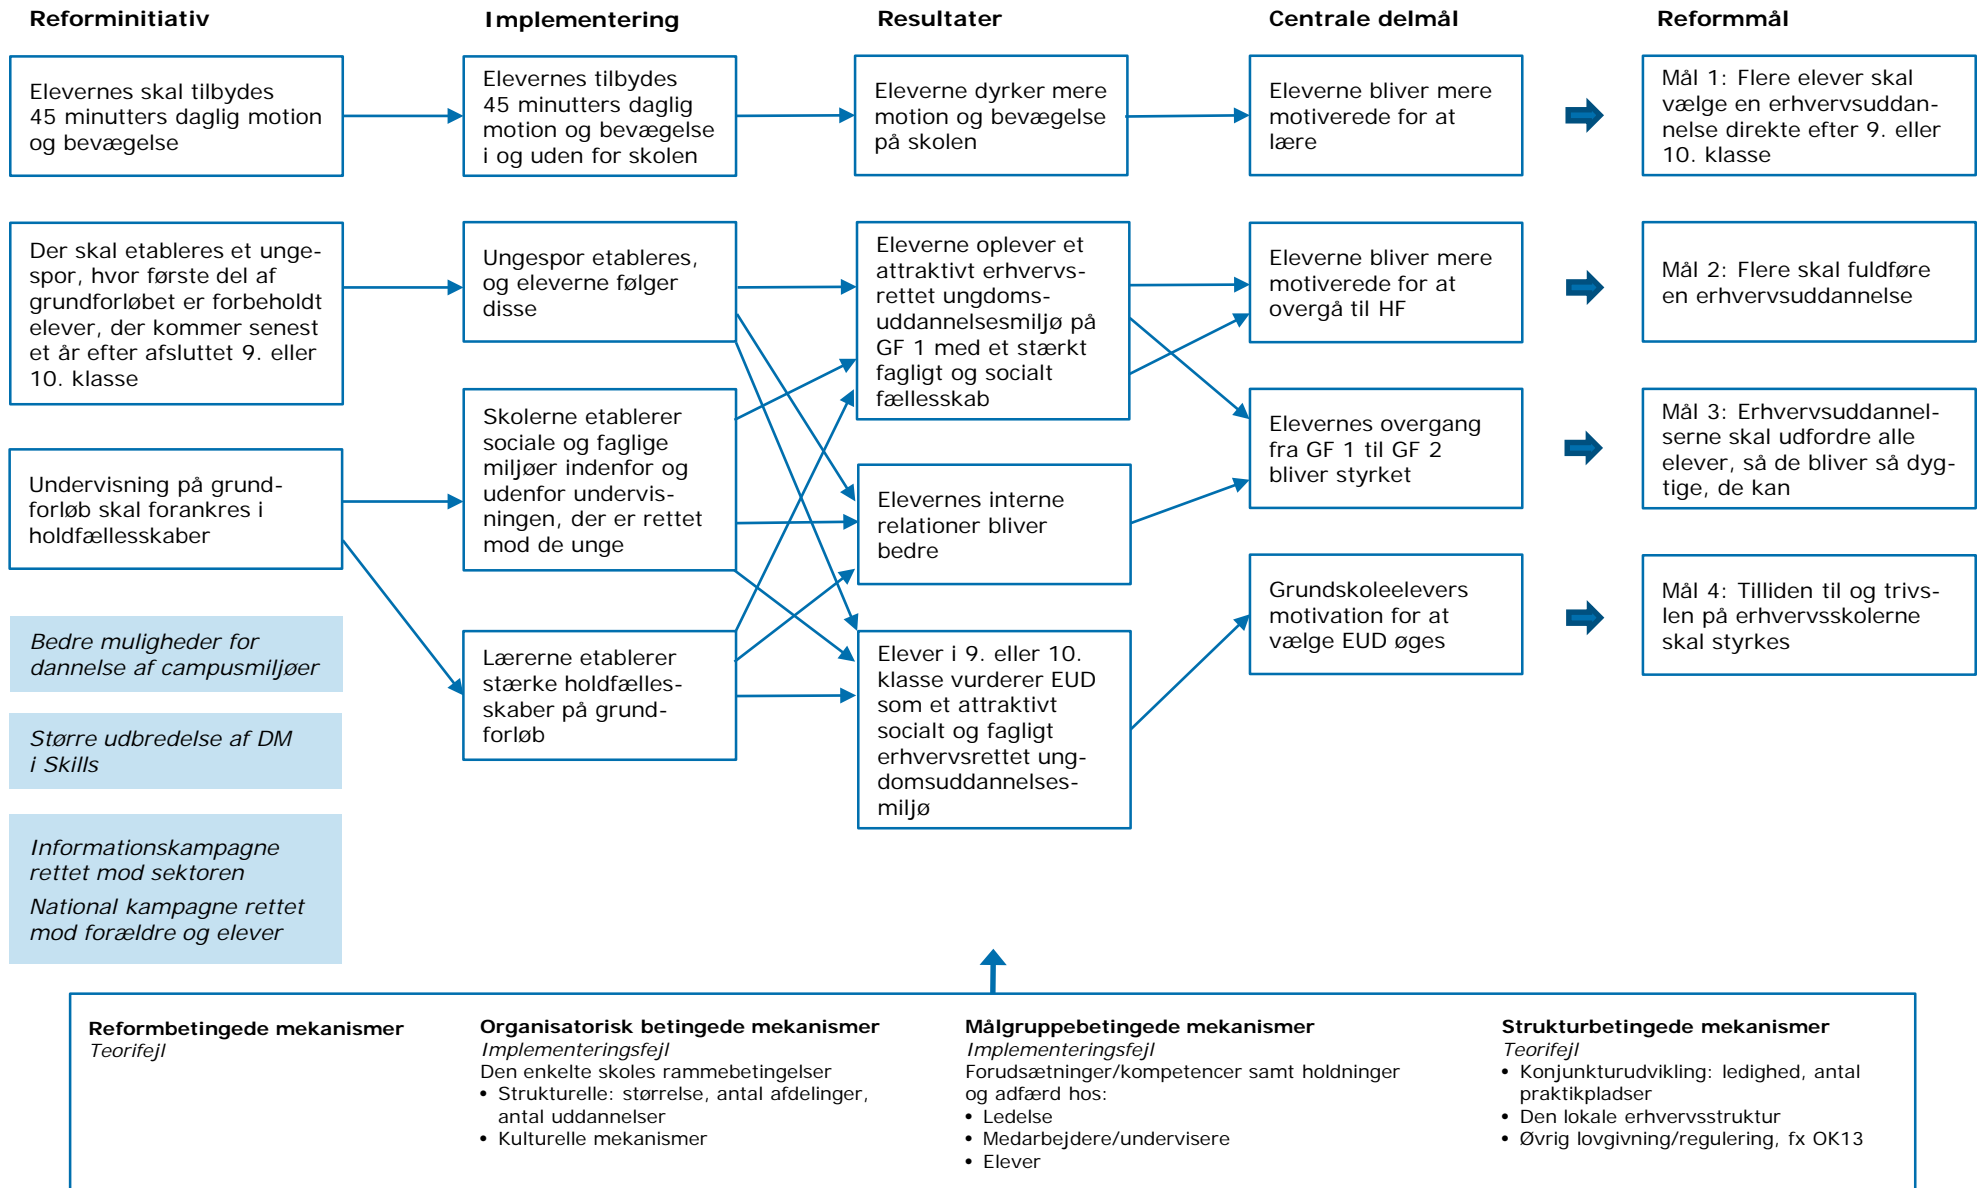 Reforminitiativ
Implementering
Resultater
Centrale delmål
Reformmål
Elevernes skal tilbydes
45 minutters daglig motion
og bevægelse
Elevernes tilbydes
45 minutters daglig
motion og bevægelse
i og uden for skolen
Eleverne dyrker mere
motion og bevægelse
på skolen
Eleverne bliver mere
motiverede for at
lære
Mål 1: Flere elever skal
vælge en erhvervsuddan-
nelse direkte efter 9. eller
10. klasse
Der skal etableres et unge-
spor, hvor første del af
grundforløbet er forbeholdt
elever, der kommer senest
et år efter afsluttet 9. eller
10. klasse
Ungespor etableres,
og eleverne følger
disse
Eleverne oplever et
attraktivt erhvervs-
rettet ungdoms-
uddannelsesmiljø på
GF 1 med et stærkt
fagligt og socialt
fællesskab
Eleverne bliver mere
motiverede for at
overgå til HF
Mål 2: Flere skal fuldføre
en erhvervsuddannelse
Undervisning på grund-
forløb skal forankres i
holdfællesskaber
Skolerne etablerer
sociale og faglige
miljøer indenfor og
udenfor undervis-
ningen, der er rettet
mod de unge
Elevernes interne
relationer bliver
bedre
Elevernes overgang
fra GF 1 til GF 2
bliver styrket
Mål 3: Erhvervsuddannel-
serne skal udfordre alle
elever, så de bliver så dyg-
tige, de kan
Lærerne etablerer
stærke holdfælles-
skaber på grund-
forløb
Elever i 9. eller 10.
klasse vurderer EUD
som et attraktivt
socialt og fagligt
erhvervsrettet ung-
domsuddannelses-
miljø
Grundskoleelevers
motivation for at
vælge EUD øges
Mål 4: Tilliden til og trivs-
len på erhvervsskolerne
skal styrkes
Bedre muligheder for
dannelse af campusmiljøer
Større udbredelse af DM
i Skills
Informationskampagne
rettet mod sektoren
National kampagne rettet
mod forældre og elever
Reformbetingede mekanismer
Teorifejl
Organisatorisk betingede mekanismer
Implementeringsfejl
Den enkelte skoles rammebetingelser
• Strukturelle: størrelse, antal afdelinger,
antal uddannelser
• Kulturelle mekanismer
Målgruppebetingede mekanismer
Implementeringsfejl
Forudsætninger/kompetencer samt holdninger
og adfærd hos:
• Ledelse
• Medarbejdere/undervisere
• Elever
Strukturbetingede mekanismer
Teorifejl
• Konjunkturudvikling: ledighed, antal
praktikpladser
• Den lokale erhvervsstruktur
• Øvrig lovgivning/regulering, fx OK13